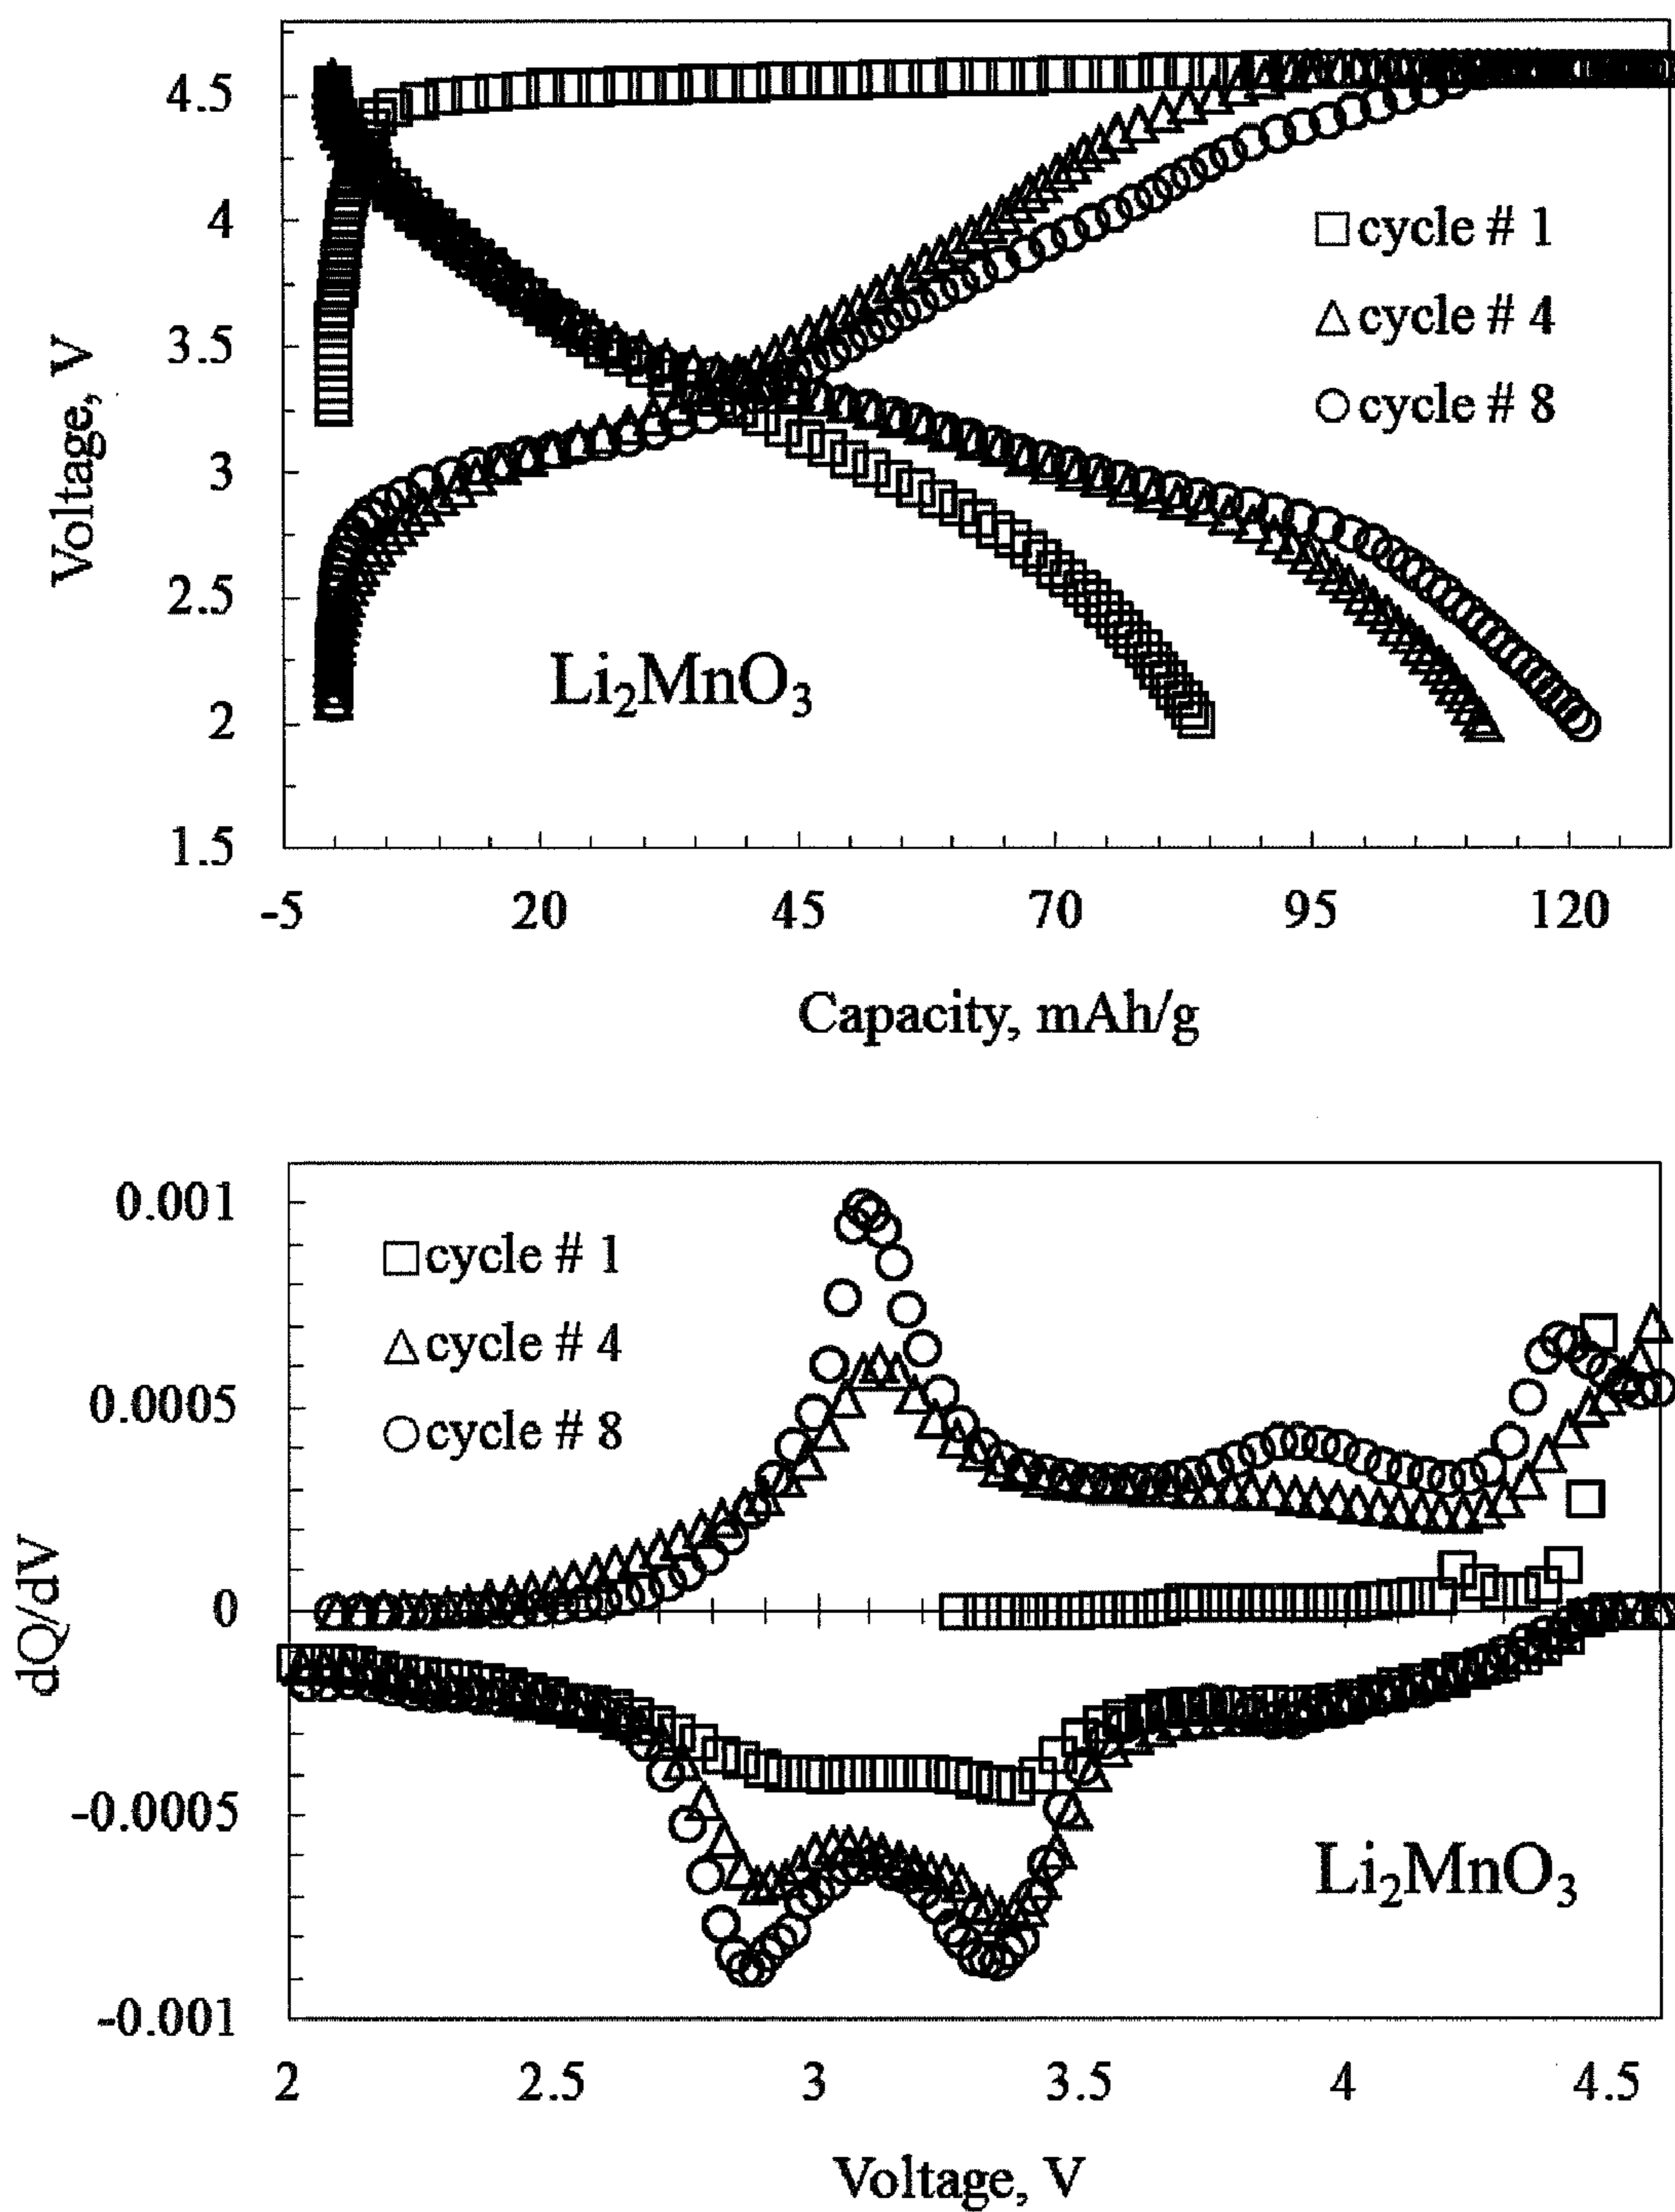 4.5
4
3.5
3
2.5
2
1.5
Voltage, V
□ cycle # 1
△ cycle # 4
○ cycle # 8
Li₂MnO₃
-5 20 45 70 95 120
Capacity, mAh/g
0.001
0.0005
0
-0.0005
-0.001
dQ/dV
□ cycle # 1
△ cycle # 4
○ cycle # 8
Li₂MnO₃
2 2.5 3 3.5 4 4.5
Voltage, V